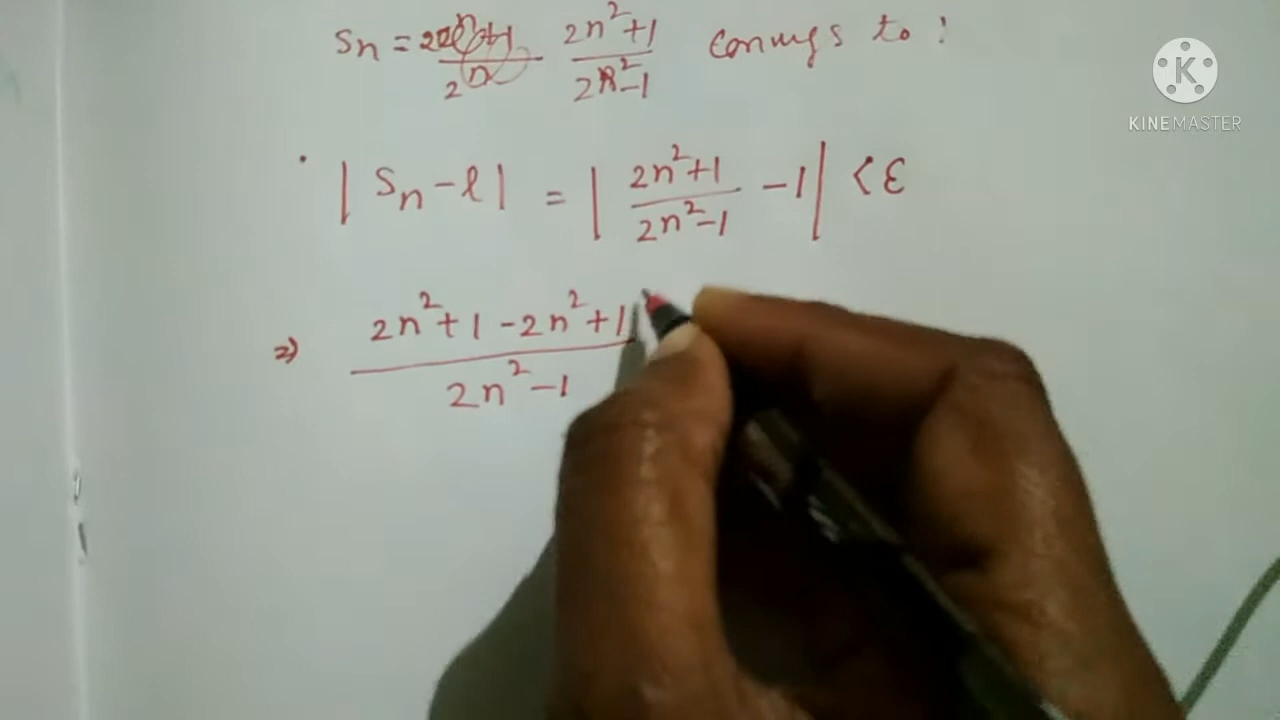 Sn = 2n²+1 / 2n²-1 convergs to 1
K
KINEMASTER
| Sn - l | = | 2n²+1 / 2n²-1 - 1 | < ε
⇒ 2n²+1-2n²+1 / 2n²-1